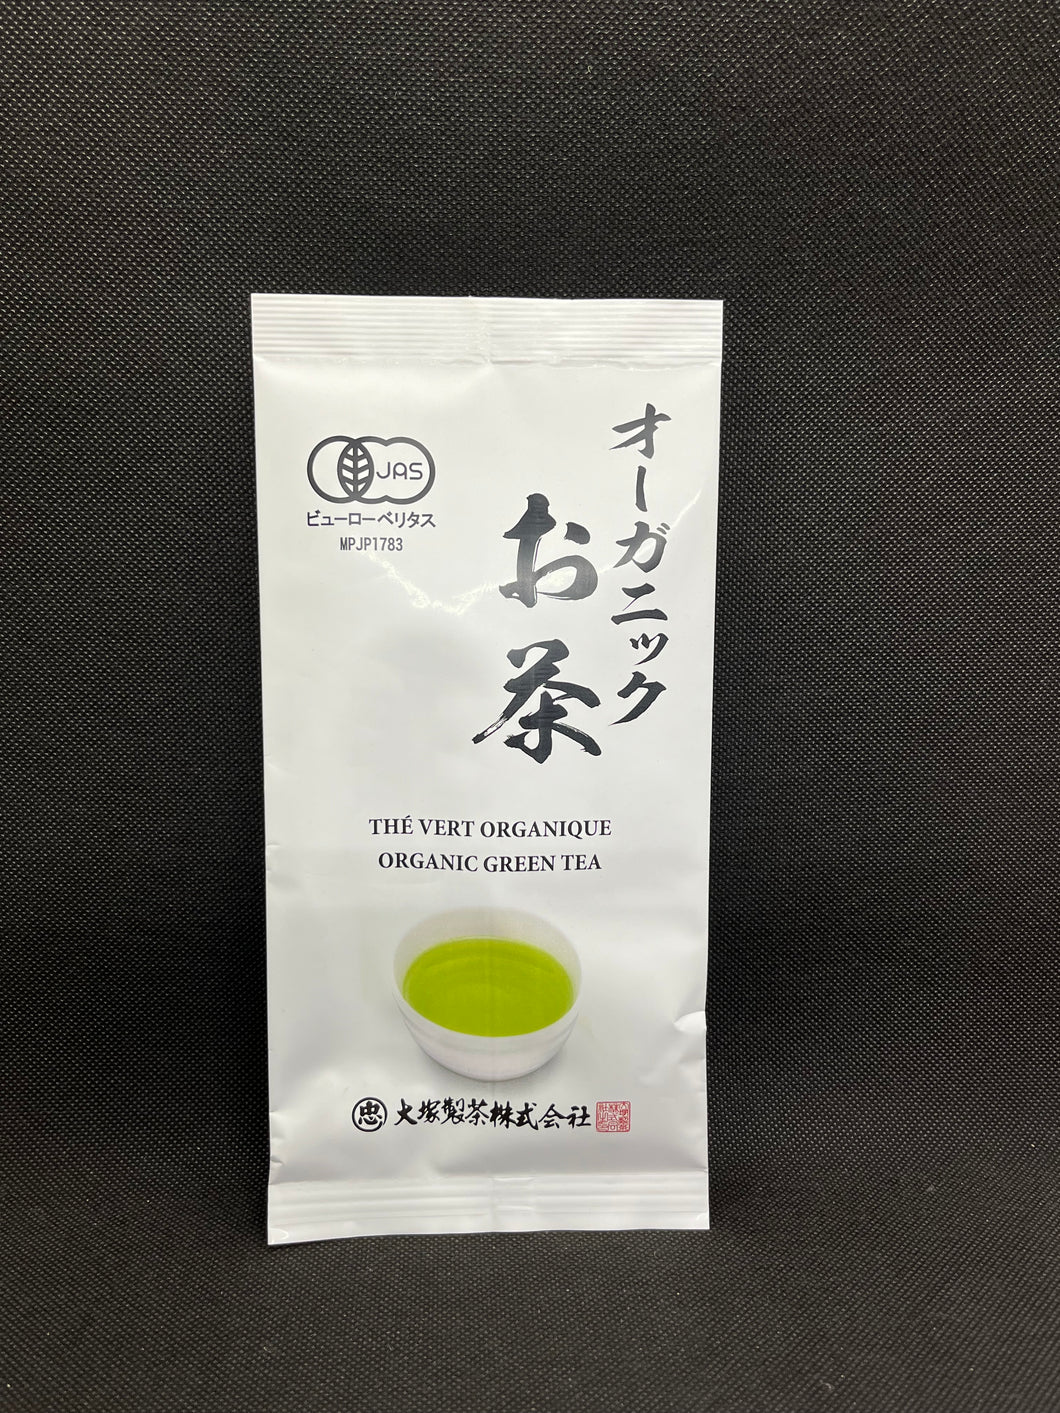 JAS
ビューローベリタス
MPJP1783
オーガニック
お茶
THÉ VERT ORGANIQUE
ORGANIC GREEN TEA
忠 大塚製茶株式会社